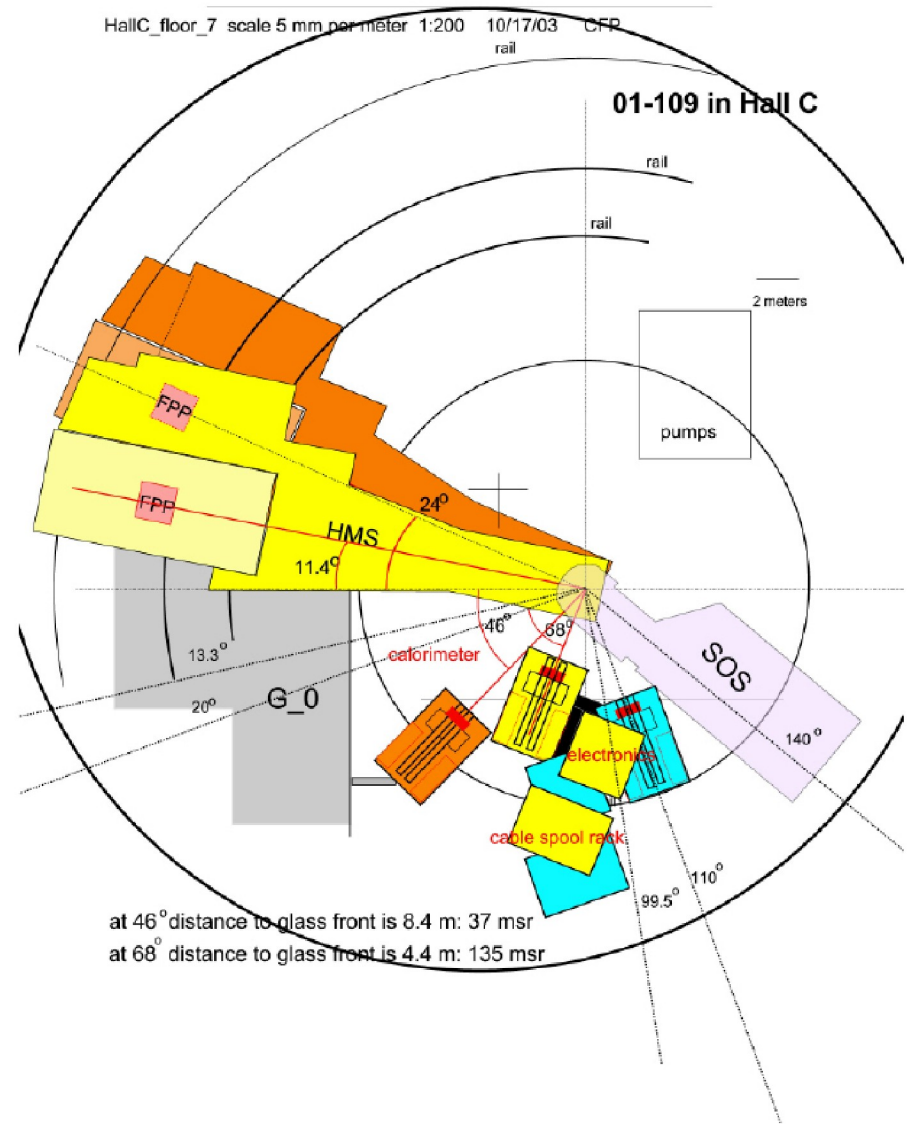 HallC_floor_7 scale 5 mm per meter 1:200 10/17/03 CFP
rail
01-109 in Hall C
rail
rail
2 meters
pumps
FPP
FPP
24°
HMS
11.4°
46°
68°
calorimeter
13.3°
SOS
G_0
20°
140 °
electronics
cable spool rack
110°
99.5°
at 46° distance to glass front is 8.4 m: 37 msr
at 68° distance to glass front is 4.4 m: 135 msr